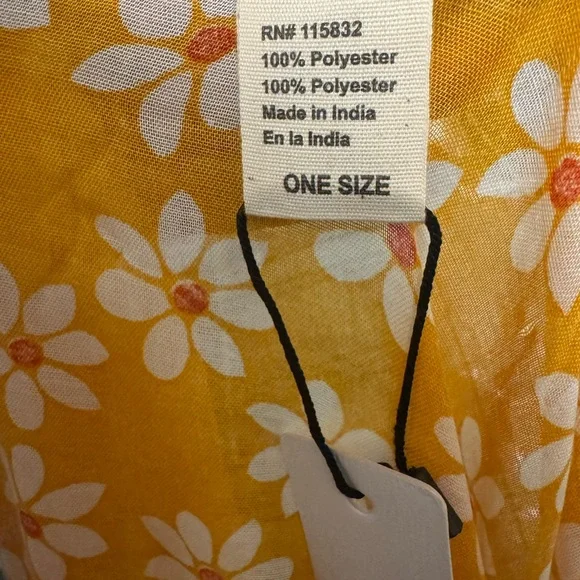 RN# 115832
100% Polyester
100% Polyester
Made in India
En la India
ONE SIZE